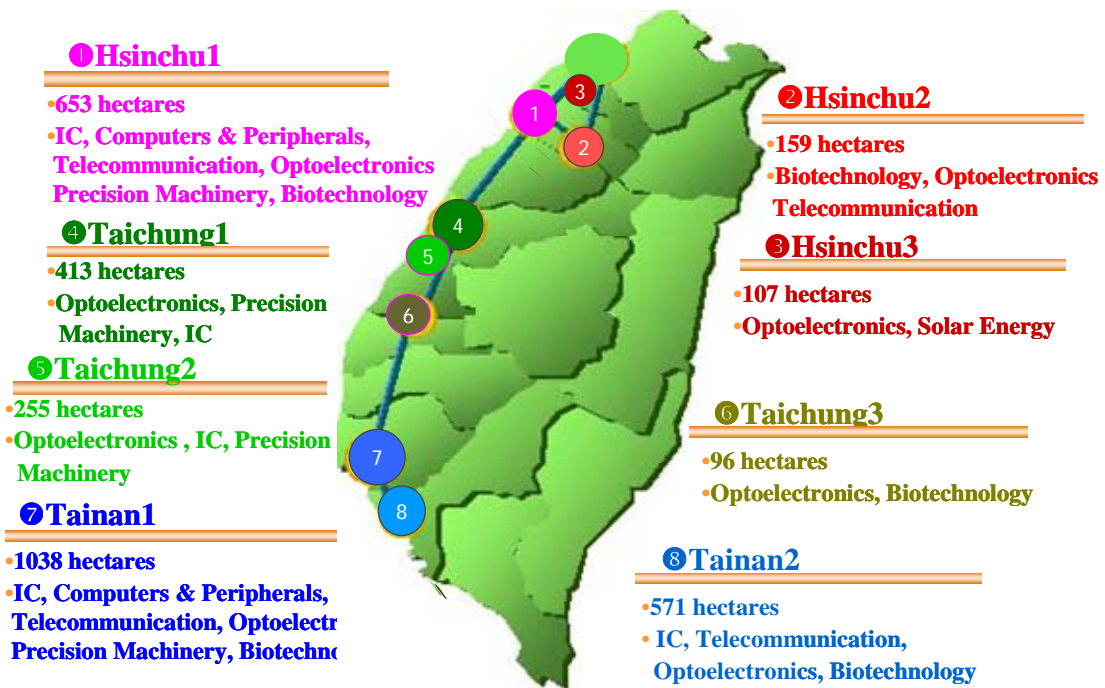 ❶Hsinchu1
•653 hectares
•IC, Computers & Peripherals,
Telecommunication, Optoelectronics
Precision Machinery, Biotechnology
❹Taichung1
•413 hectares
•Optoelectronics, Precision
Machinery, IC
❺Taichung2
•255 hectares
•Optoelectronics , IC, Precision
Machinery
❼Tainan1
•1038 hectares
•IC, Computers & Peripherals,
Telecommunication, Optoelectr
Precision Machinery, Biotechno
3
1
2
4
5
6
7
8
❷Hsinchu2
•159 hectares
•Biotechnology, Optoelectronics
Telecommunication
❸Hsinchu3
•107 hectares
•Optoelectronics, Solar Energy
❻Taichung3
•96 hectares
•Optoelectronics, Biotechnology
❽Tainan2
•571 hectares
• IC, Telecommunication,
Optoelectronics, Biotechnology